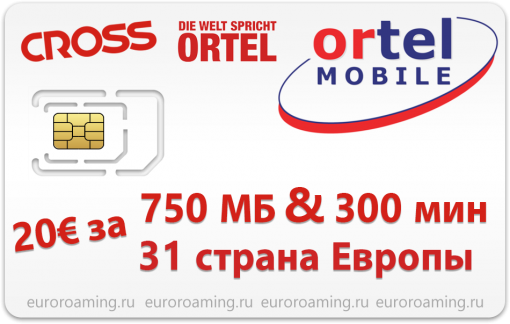 CROSS
DIE WELT SPRICHT
ORTEL
ortel
MOBILE
20€ за
750 МБ & 300 мин
31 страна Европы
euroroaming.ru euroroaming.ru euroroaming.ru euroroaming.ru